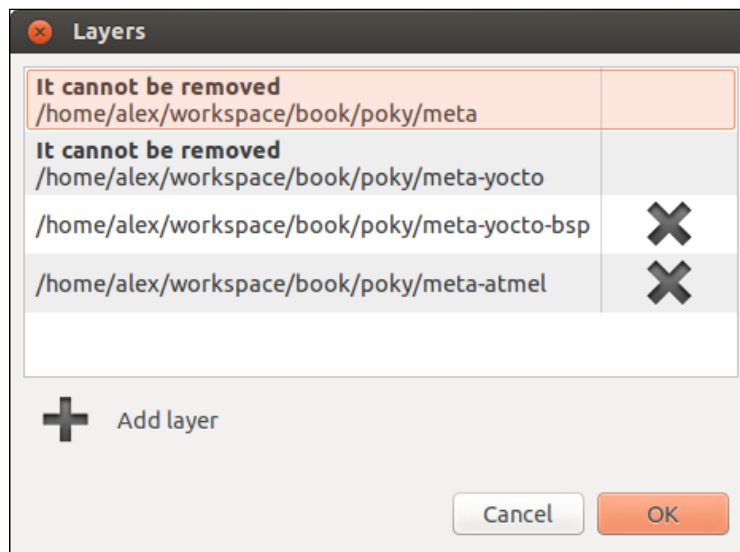 Layers
It cannot be removed
/home/alex/workspace/book/poky/meta
It cannot be removed
/home/alex/workspace/book/poky/meta-yocto
/home/alex/workspace/book/poky/meta-yocto-bsp
/home/alex/workspace/book/poky/meta-atmel
Add layer
Cancel
OK